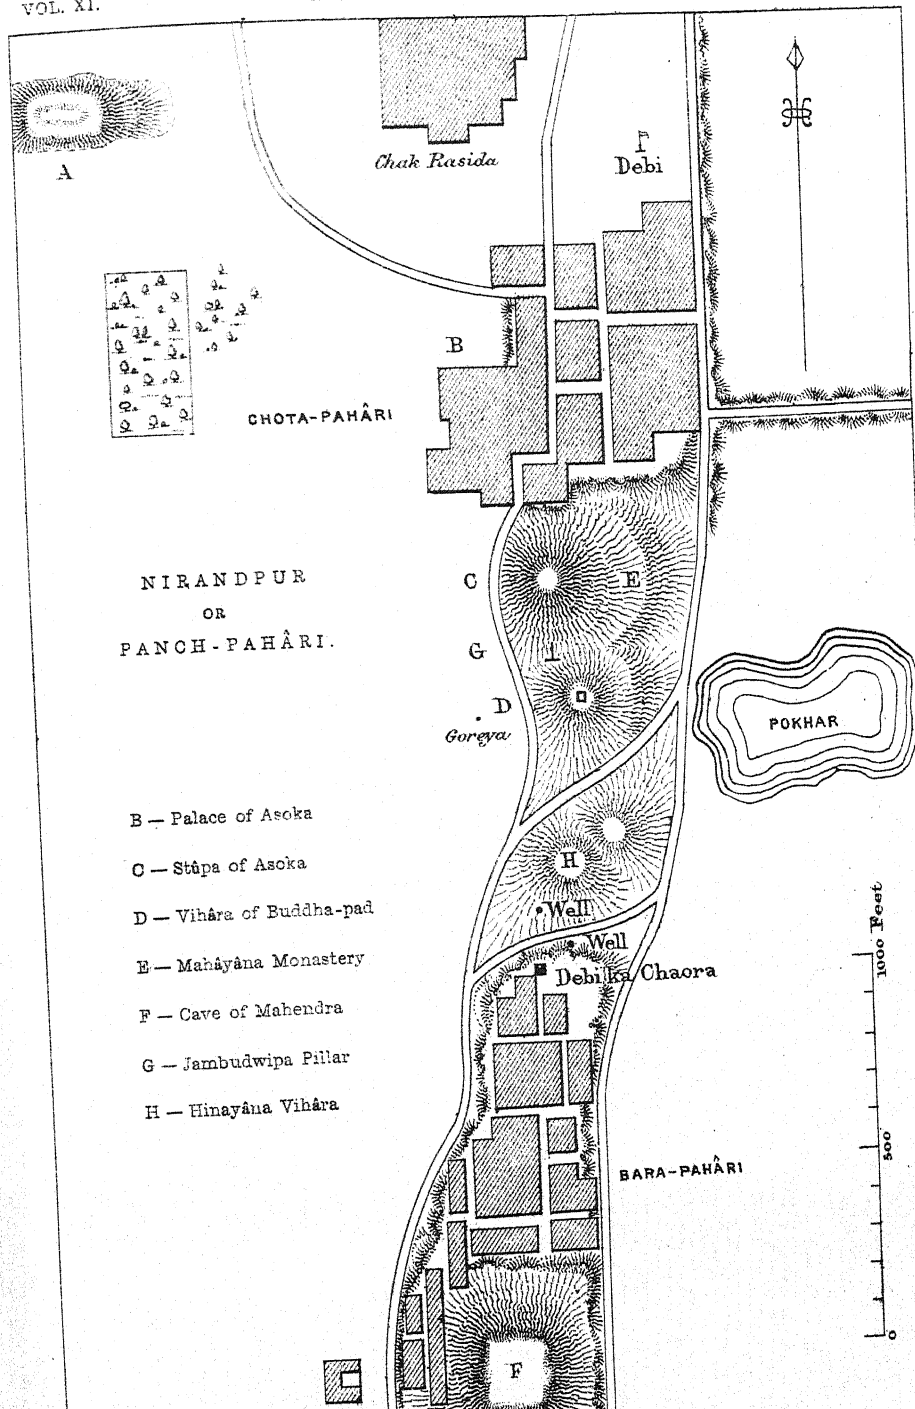 VOL. XI.
A
Chak Rasida
Debi
B
CHOTA-PAHÂRI
NIRANDPUR
OR
PANCH-PAHÂRI.
C
E
G
D
Goreya
POKHAR
B — Palace of Asoka
C — Stûpa of Asoka
D — Vihâra of Buddha-pad
E — Mahâyâna Monastery
F — Cave of Mahendra
G — Jambudwipa Pillar
H — Hinayâna Vihâra
H
Well
Well
Debi ka Chaora
BARA-PAHÂRI
F
1000 Feet
500
0